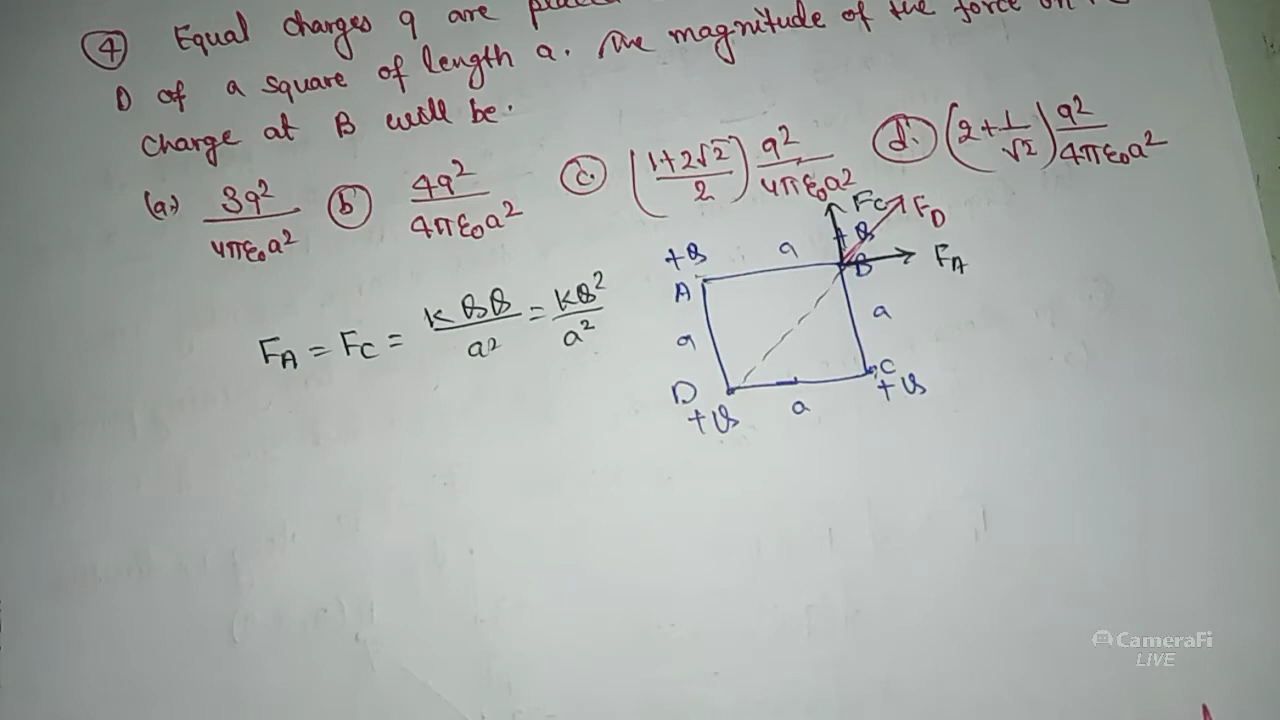 ④ Equal charges q are placed
D of a square of length a. The magnitude of the force on
charge at B will be.
(a) 3q²/4πε₀a² ⓑ 4q²/4πε₀a² ⓒ ((1+2√2)/2) q²/4πε₀a² ⓓ (2+1/√2) q²/4πε₀a²
Fc FD
+Q a +Q
A B FA
FA = FC = KQQ/a² = KQ²/a²
a a
D C
+Q a +Q
CameraFi
LIVE